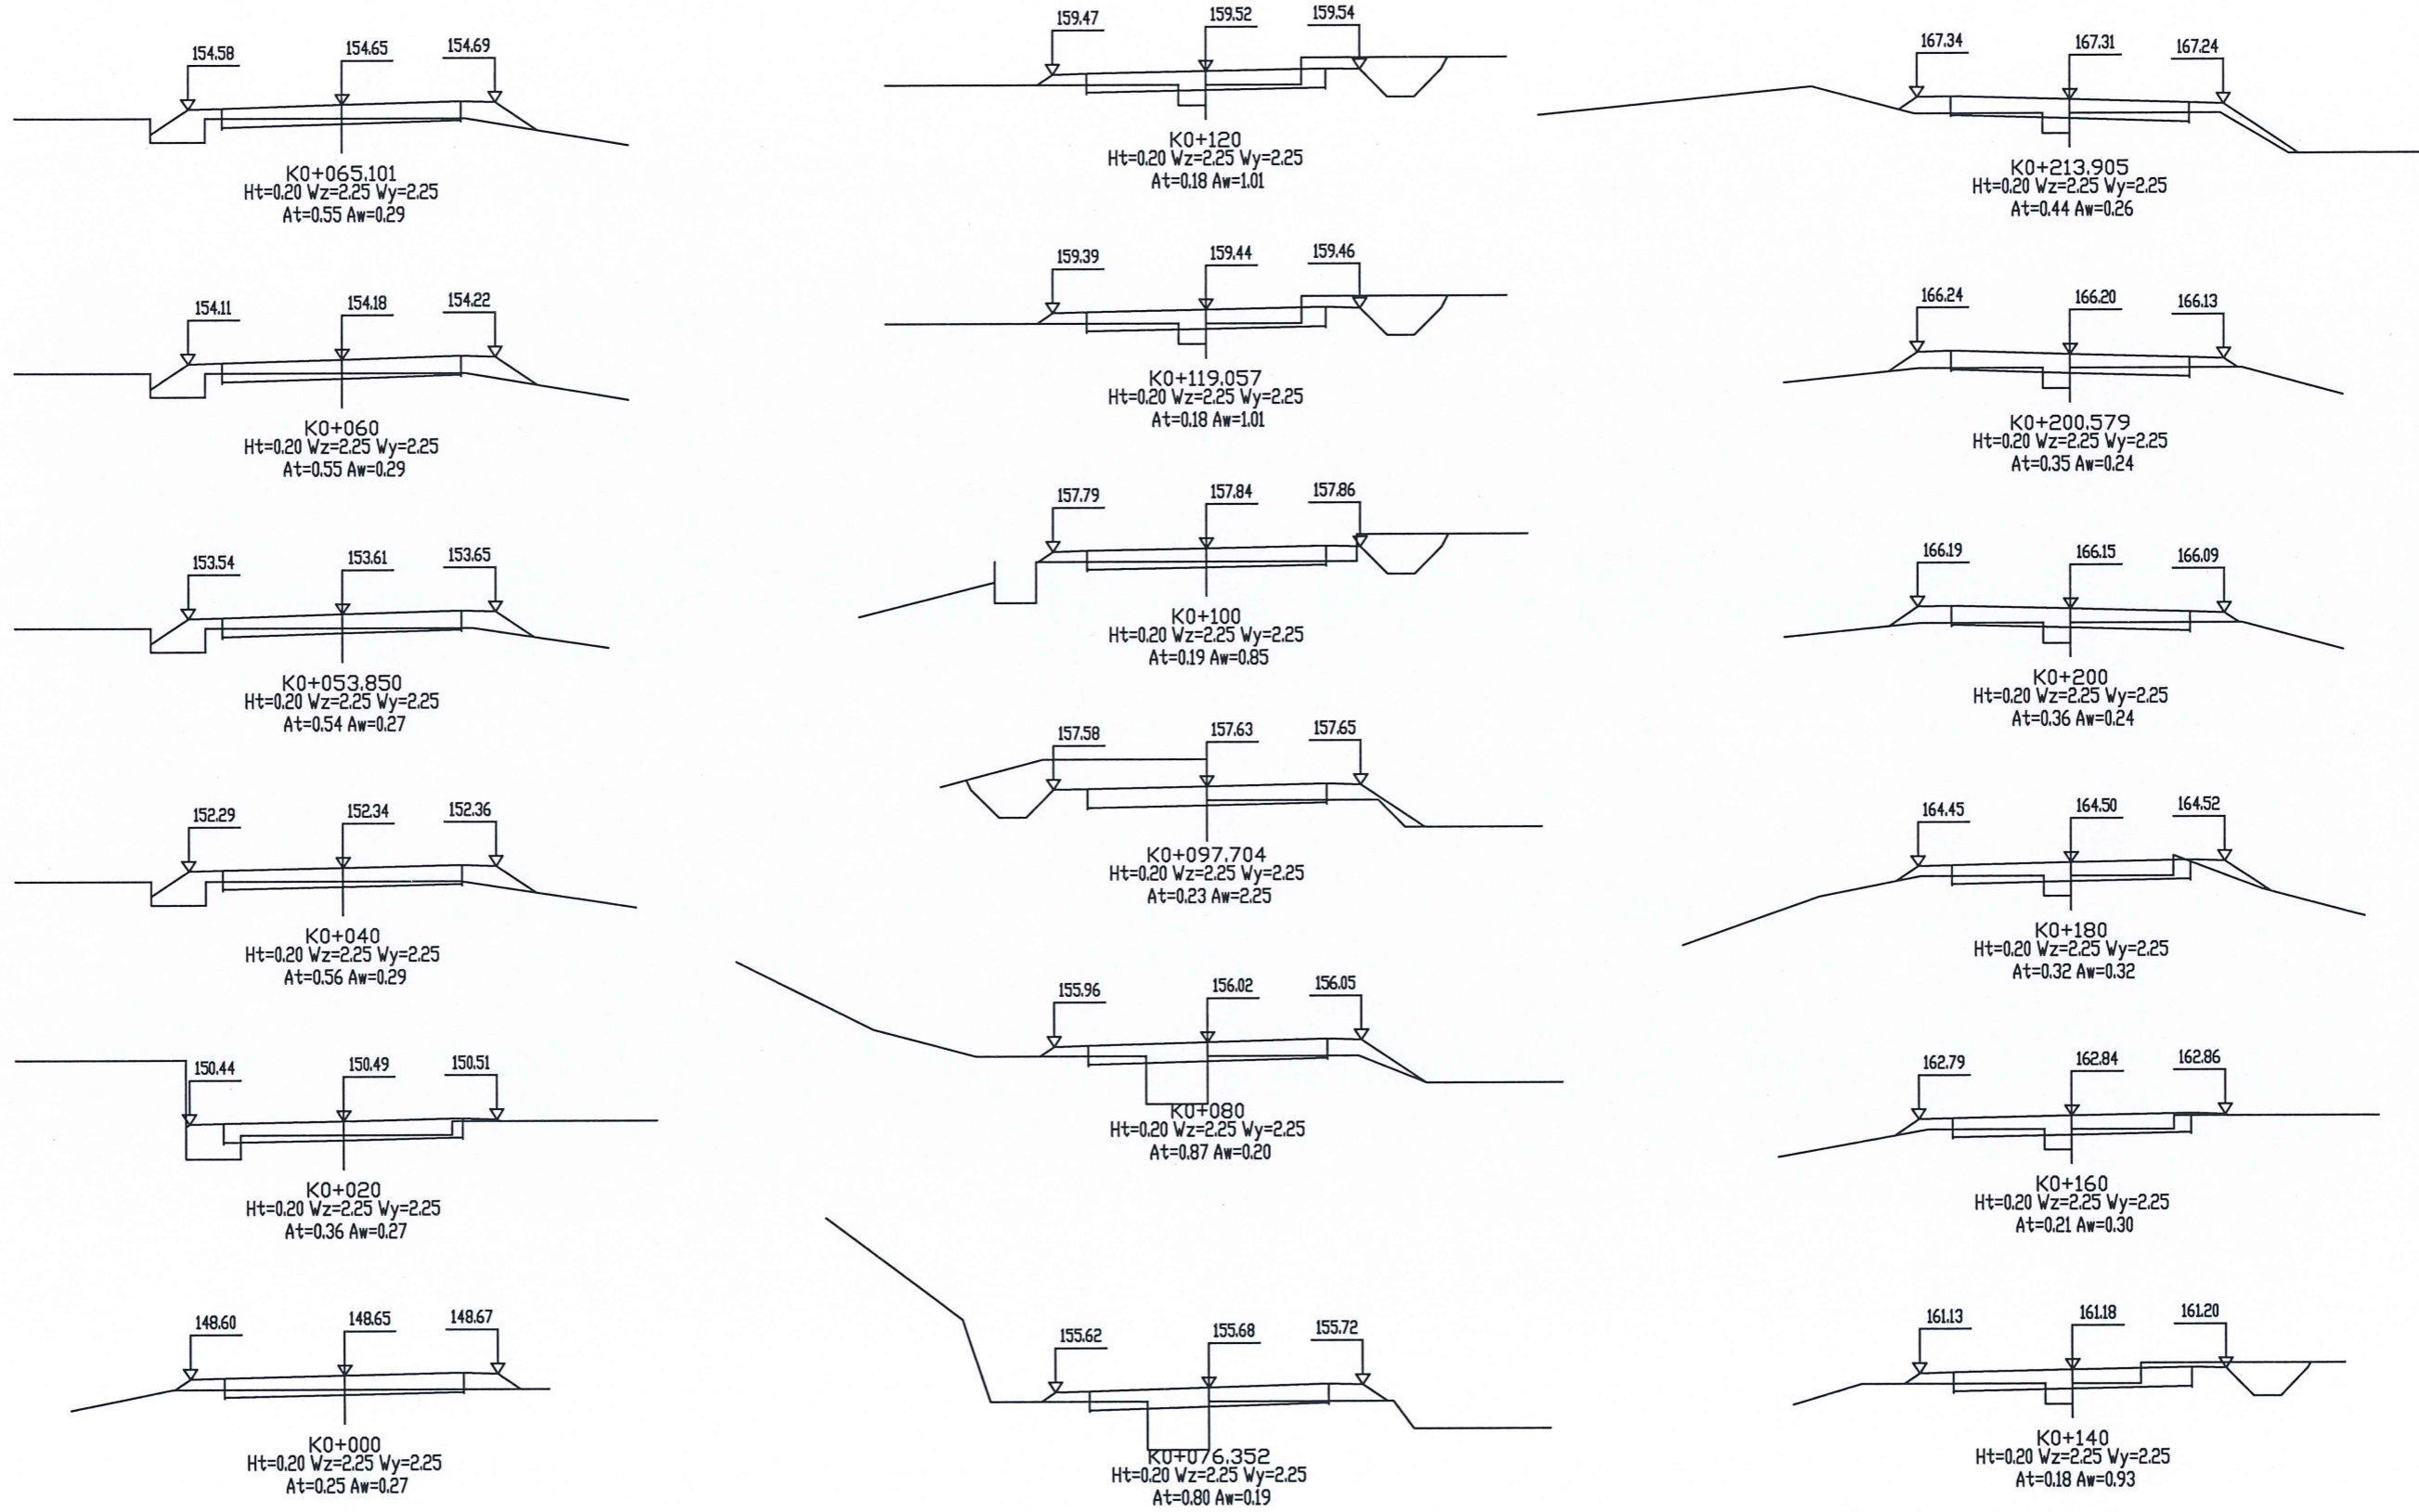 154.58 154.65 154.69
K0+065.101
Ht=0.20 Wz=2.25 Wy=2.25
At=0.55 Aw=0.29
154.11 154.18 154.22
K0+060
Ht=0.20 Wz=2.25 Wy=2.25
At=0.55 Aw=0.29
153.54 153.61 153.65
K0+053.850
Ht=0.20 Wz=2.25 Wy=2.25
At=0.54 Aw=0.27
152.29 152.34 152.36
K0+040
Ht=0.20 Wz=2.25 Wy=2.25
At=0.56 Aw=0.29
150.44 150.49 150.51
K0+020
Ht=0.20 Wz=2.25 Wy=2.25
At=0.36 Aw=0.27
148.60 148.65 148.67
K0+000
Ht=0.20 Wz=2.25 Wy=2.25
At=0.25 Aw=0.27
159.47 159.52 159.54
K0+120
Ht=0.20 Wz=2.25 Wy=2.25
At=0.18 Aw=1.01
159.39 159.44 159.46
K0+119.057
Ht=0.20 Wz=2.25 Wy=2.25
At=0.18 Aw=1.01
157.79 157.84 157.86
K0+100
Ht=0.20 Wz=2.25 Wy=2.25
At=0.19 Aw=0.85
157.58 157.63 157.65
K0+097.704
Ht=0.20 Wz=2.25 Wy=2.25
At=0.23 Aw=2.25
155.96 156.02 156.05
K0+080
Ht=0.20 Wz=2.25 Wy=2.25
At=0.87 Aw=0.20
155.62 155.68 155.72
K0+076.352
Ht=0.20 Wz=2.25 Wy=2.25
At=0.80 Aw=0.19
167.34 167.31 167.24
K0+213.905
Ht=0.20 Wz=2.25 Wy=2.25
At=0.44 Aw=0.26
166.24 166.20 166.13
K0+200.579
Ht=0.20 Wz=2.25 Wy=2.25
At=0.35 Aw=0.24
166.19 166.15 166.09
K0+200
Ht=0.20 Wz=2.25 Wy=2.25
At=0.36 Aw=0.24
164.45 164.50 164.52
K0+180
Ht=0.20 Wz=2.25 Wy=2.25
At=0.32 Aw=0.32
162.79 162.84 162.86
K0+160
Ht=0.20 Wz=2.25 Wy=2.25
At=0.21 Aw=0.30
161.13 161.18 161.20
K0+140
Ht=0.20 Wz=2.25 Wy=2.25
At=0.18 Aw=0.93